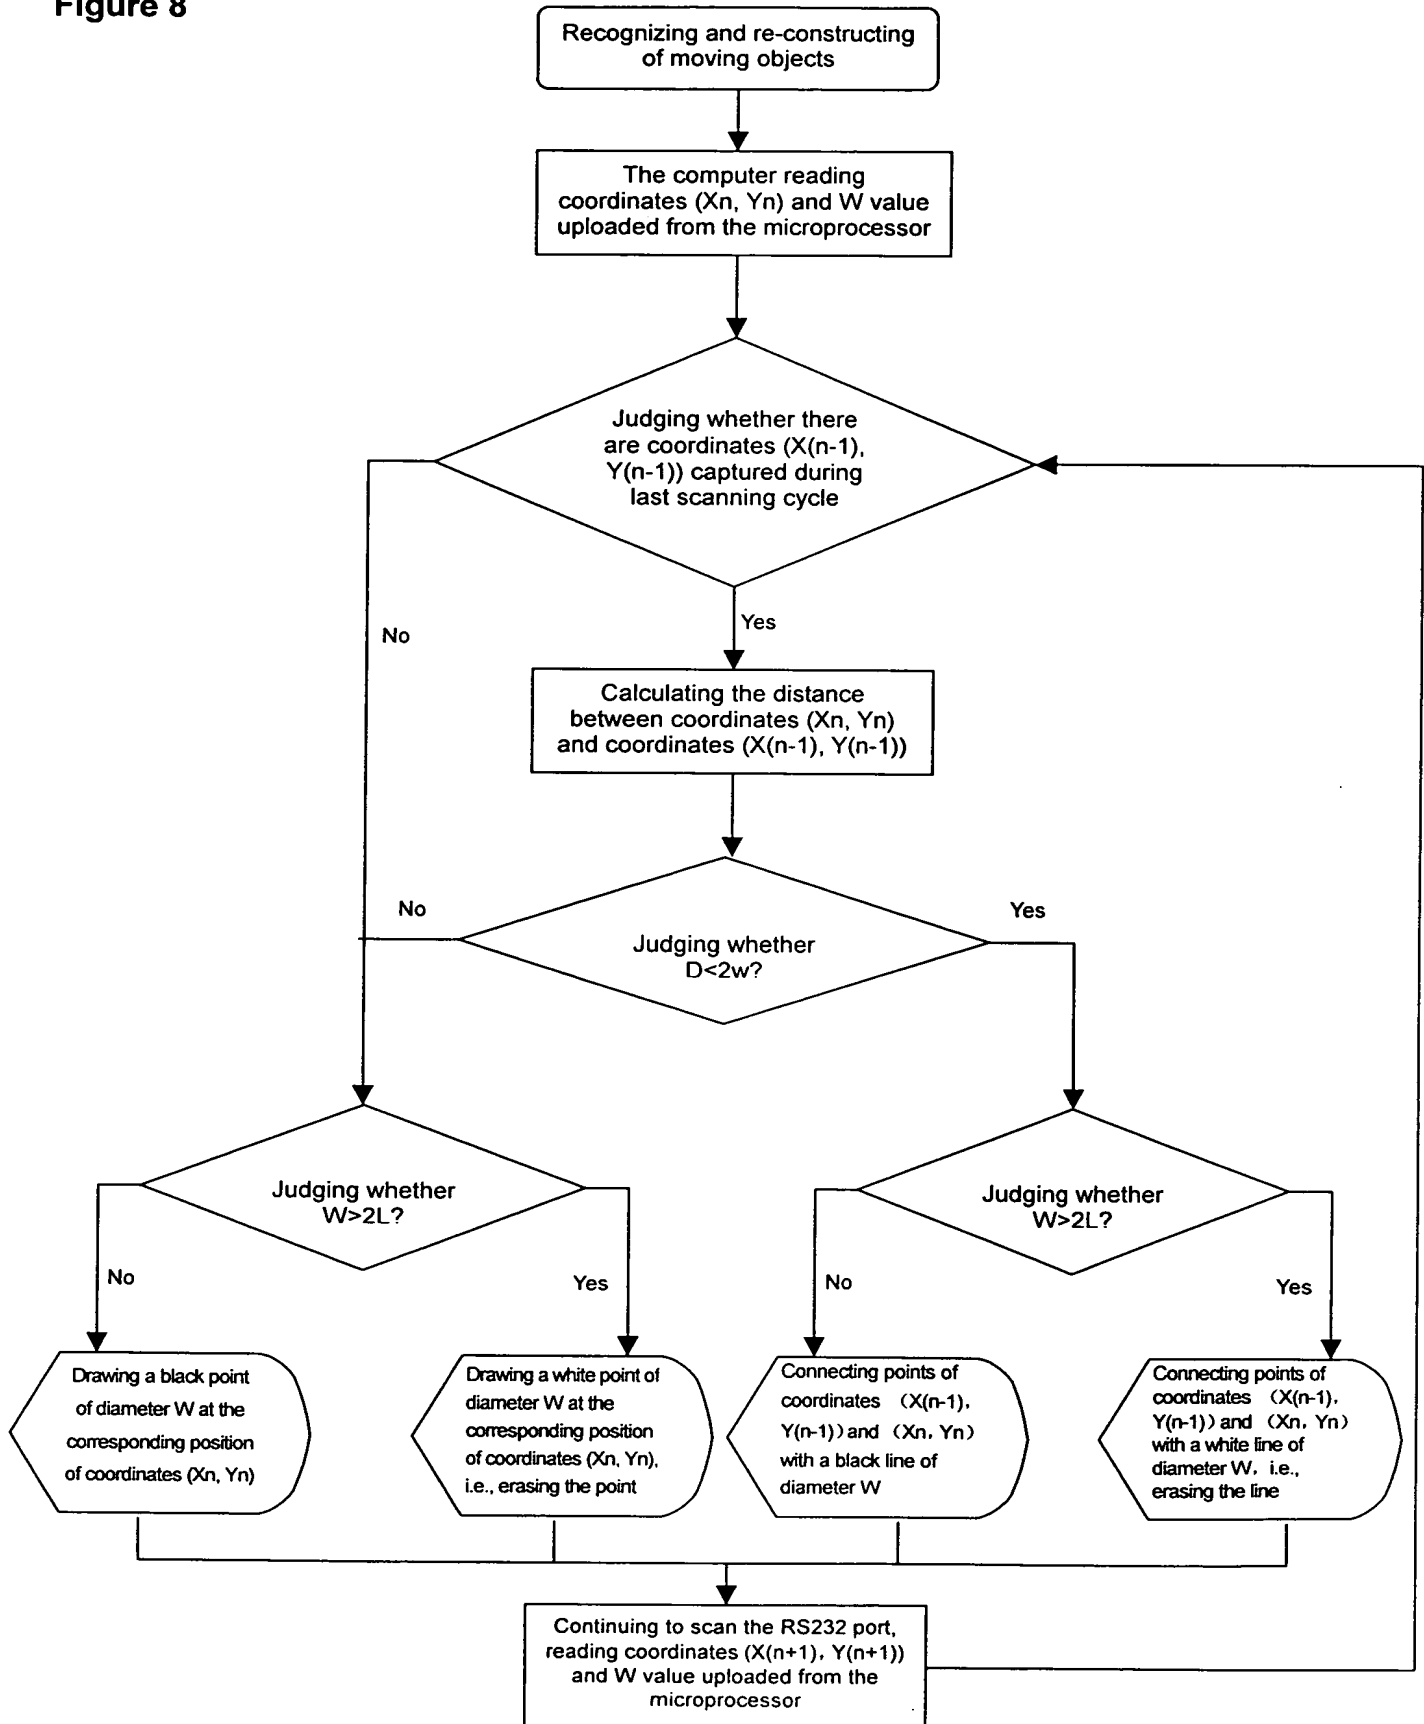 Figure 8
Recognizing and re-constructing
of moving objects
The computer reading
coordinates (Xn, Yn) and W value
uploaded from the microprocessor
Judging whether there
are coordinates (X(n-1),
Y(n-1)) captured during
last scanning cycle
No
Yes
Calculating the distance
between coordinates (Xn, Yn)
and coordinates (X(n-1), Y(n-1))
No
Yes
Judging whether
D<2w?
Judging whether
W>2L?
Judging whether
W>2L?
No
Yes
No
Yes
Drawing a black point
of diameter W at the
corresponding position
of coordinates (Xn, Yn)
Drawing a white point of
diameter W at the
corresponding position
of coordinates (Xn, Yn),
i.e., erasing the point
Connecting points of
coordinates (X(n-1),
Y(n-1)) and (Xn, Yn)
with a black line of
diameter W
Connecting points of
coordinates (X(n-1),
Y(n-1)) and (Xn, Yn)
with a white line of
diameter W, i.e.,
erasing the line
Continuing to scan the RS232 port,
reading coordinates (X(n+1), Y(n+1))
and W value uploaded from the
microprocessor